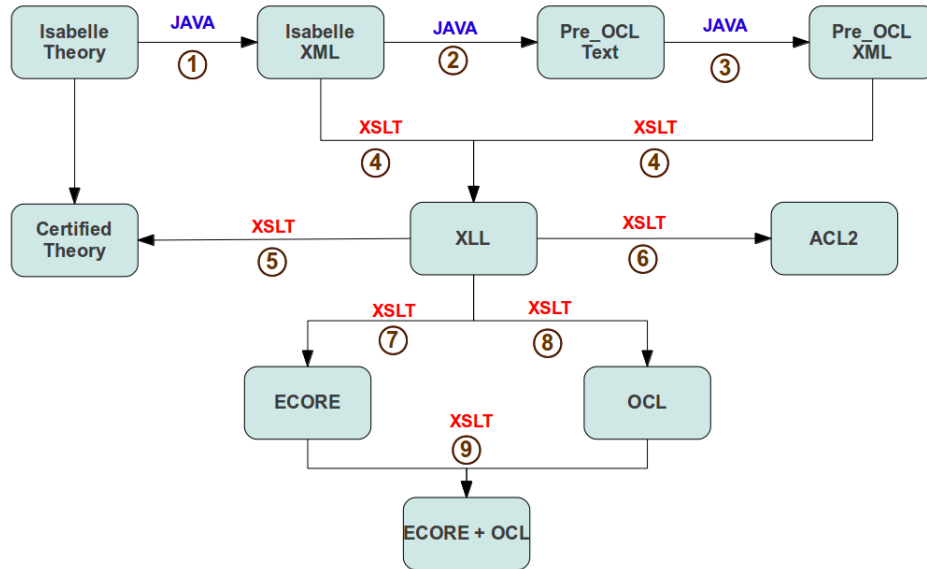 Isabelle
Theory
JAVA
①
Isabelle
XML
JAVA
②
Pre_OCL
Text
JAVA
③
Pre_OCL
XML
XSLT
④
XSLT
④
Certified
Theory
XSLT
⑤
XLL
XSLT
⑥
ACL2
XSLT
⑦
XSLT
⑧
ECORE
OCL
XSLT
⑨
ECORE + OCL